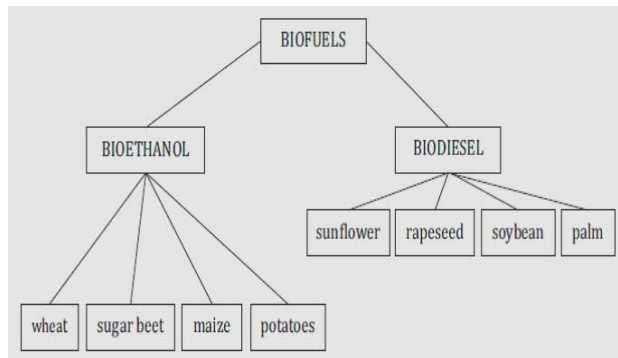 BIOFUELS
BIOETHANOL
BIODIESEL
sunflower
rapeseed
soybean
palm
wheat
sugar beet
maize
potatoes